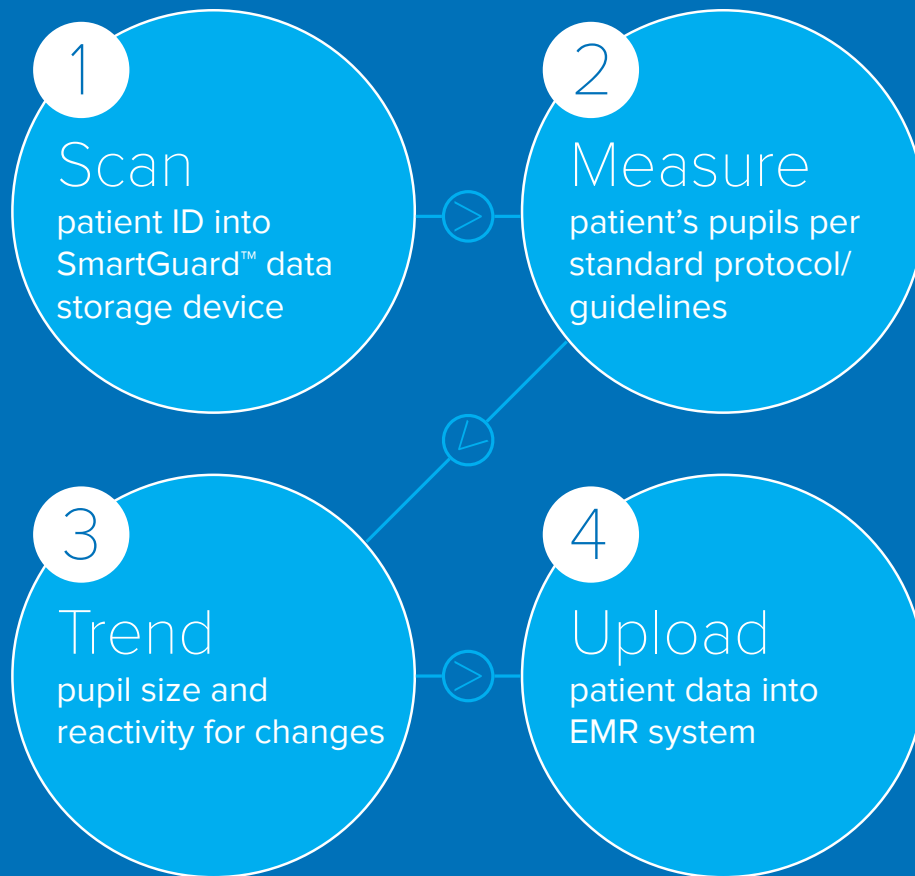 1
Scan
patient ID into
SmartGuard™ data
storage device
2
Measure
patient’s pupils per
standard protocol/
guidelines
3
Trend
pupil size and
reactivity for changes
4
Upload
patient data into
EMR system